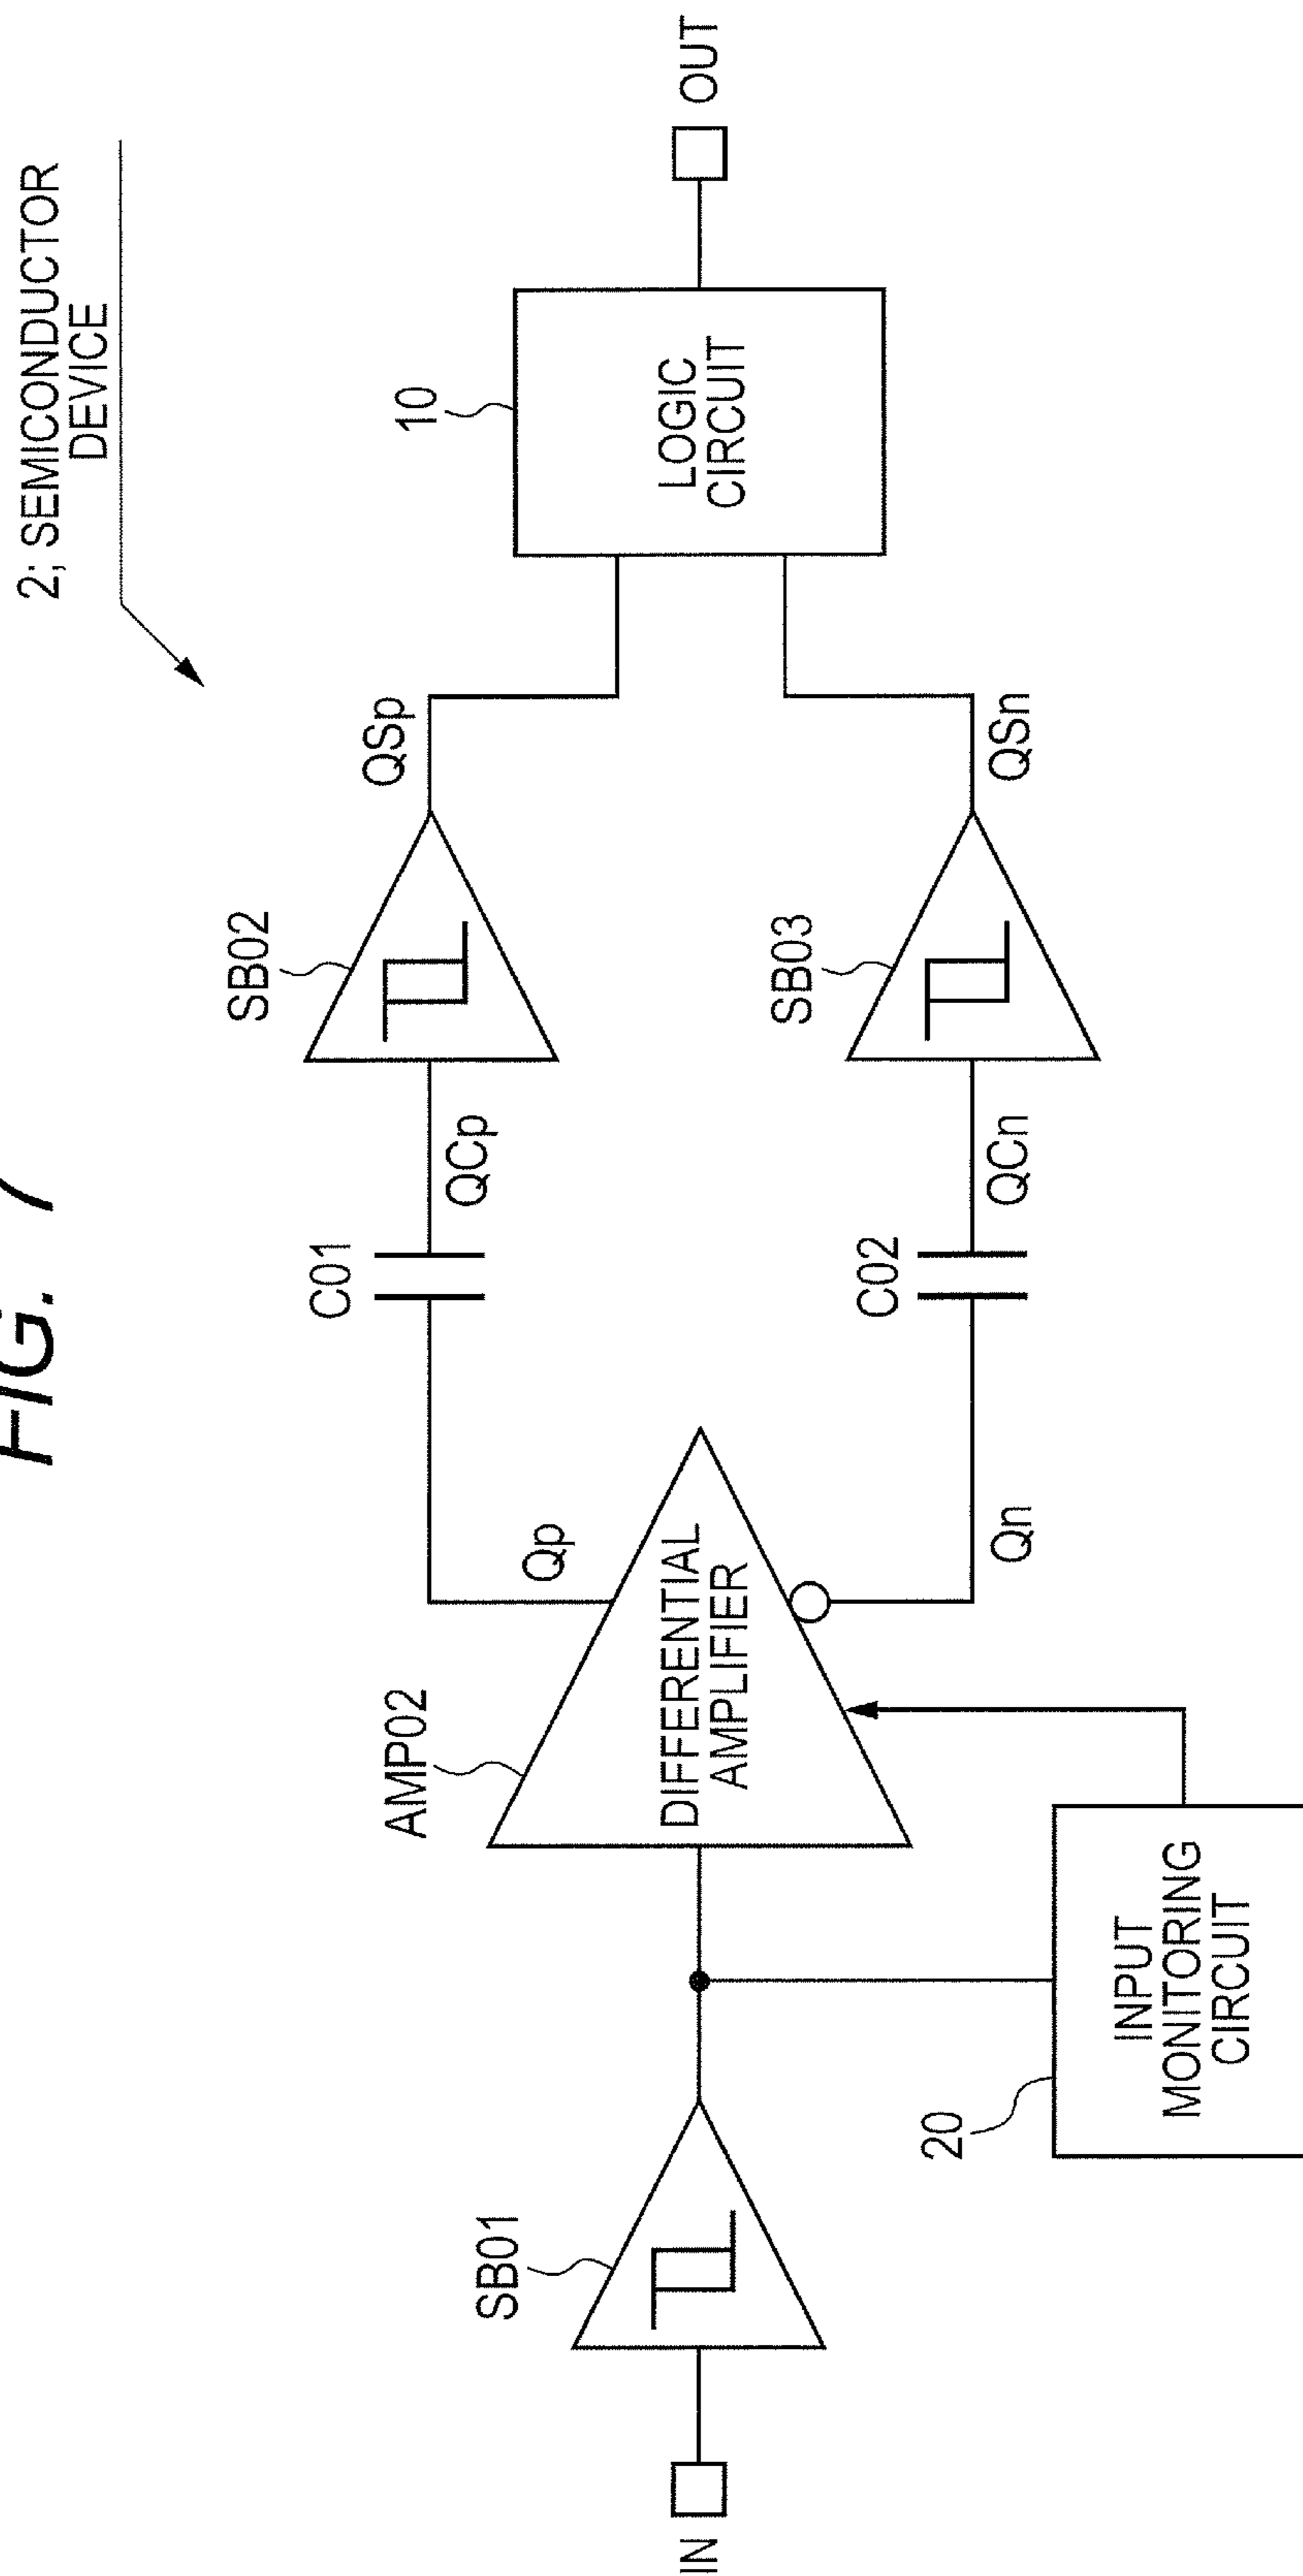 FIG. 7
2; SEMICONDUCTOR
DEVICE
IN
SB01
20
INPUT
MONITORING
CIRCUIT
AMP02
DIFFERENTIAL
AMPLIFIER
Qp
Qn
C01
C02
QCp
QCn
SB02
SB03
QSp
QSn
10
LOGIC
CIRCUIT
OUT